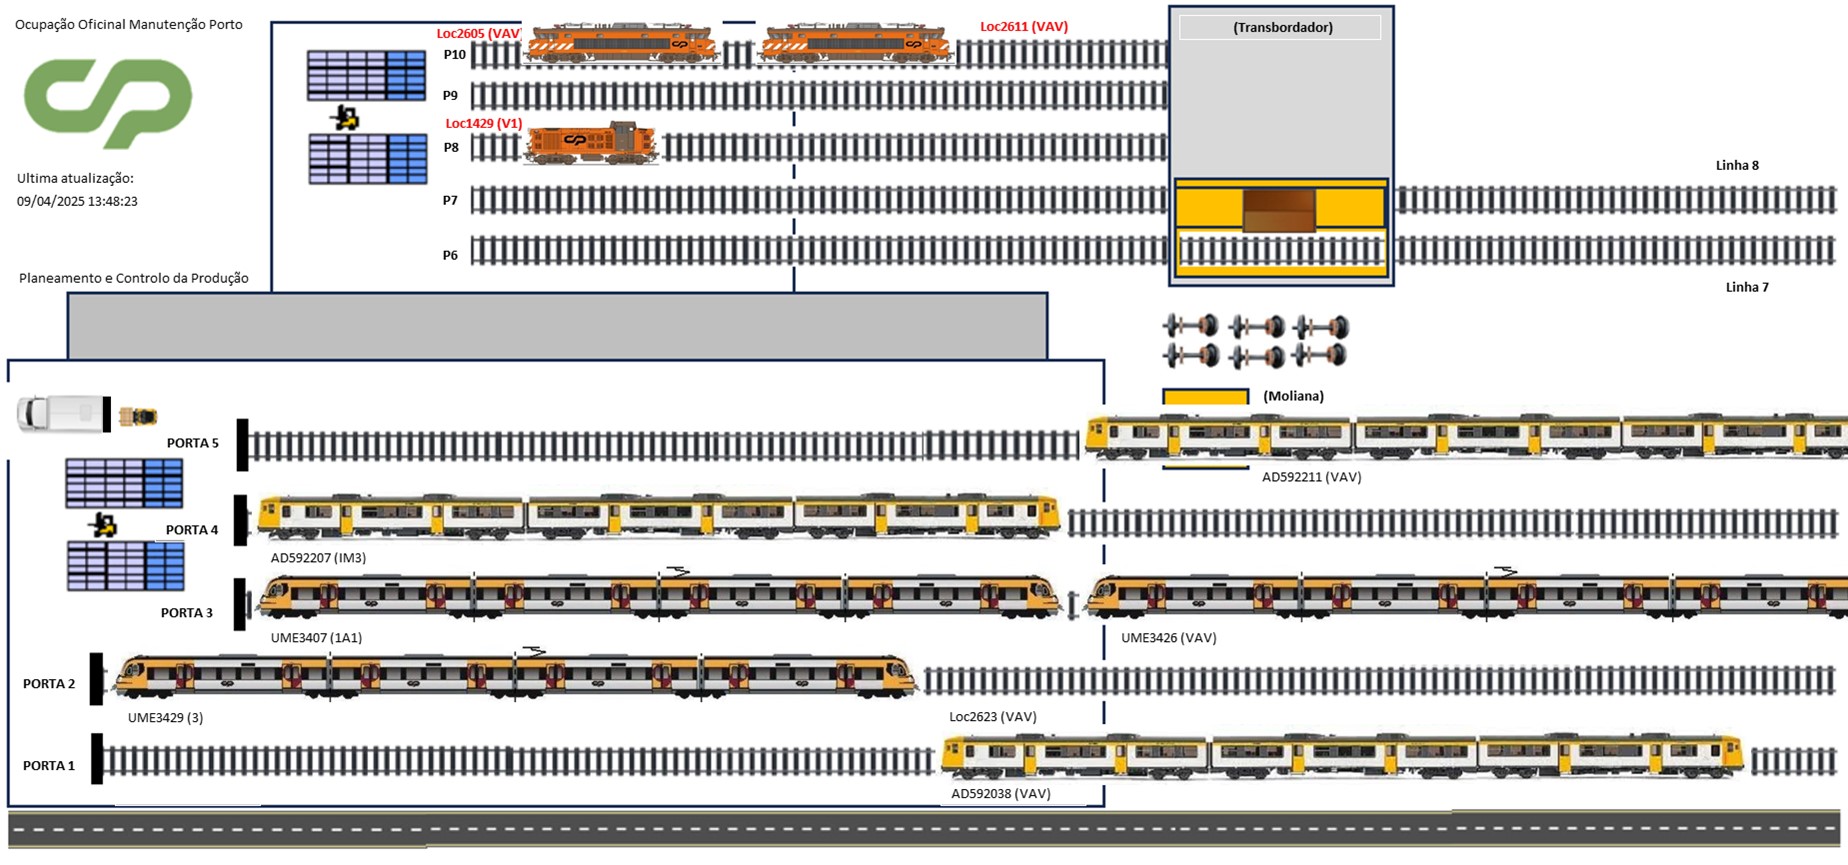 Ocupação Oficinal Manutenção Porto
Loc2605 (VAV)
Loc2611 (VAV)
(Transbordador)
P10
P9
Loc1429 (V1)
P8
Linha 8
Ultima atualização:
09/04/2025 13:48:23
P7
P6
Planeamento e Controlo da Produção
Linha 7
(Moliana)
PORTA 5
AD592211 (VAV)
PORTA 4
AD592207 (IM3)
PORTA 3
UME3407 (1A1)
UME3426 (VAV)
PORTA 2
UME3429 (3)
Loc2623 (VAV)
PORTA 1
AD592038 (VAV)